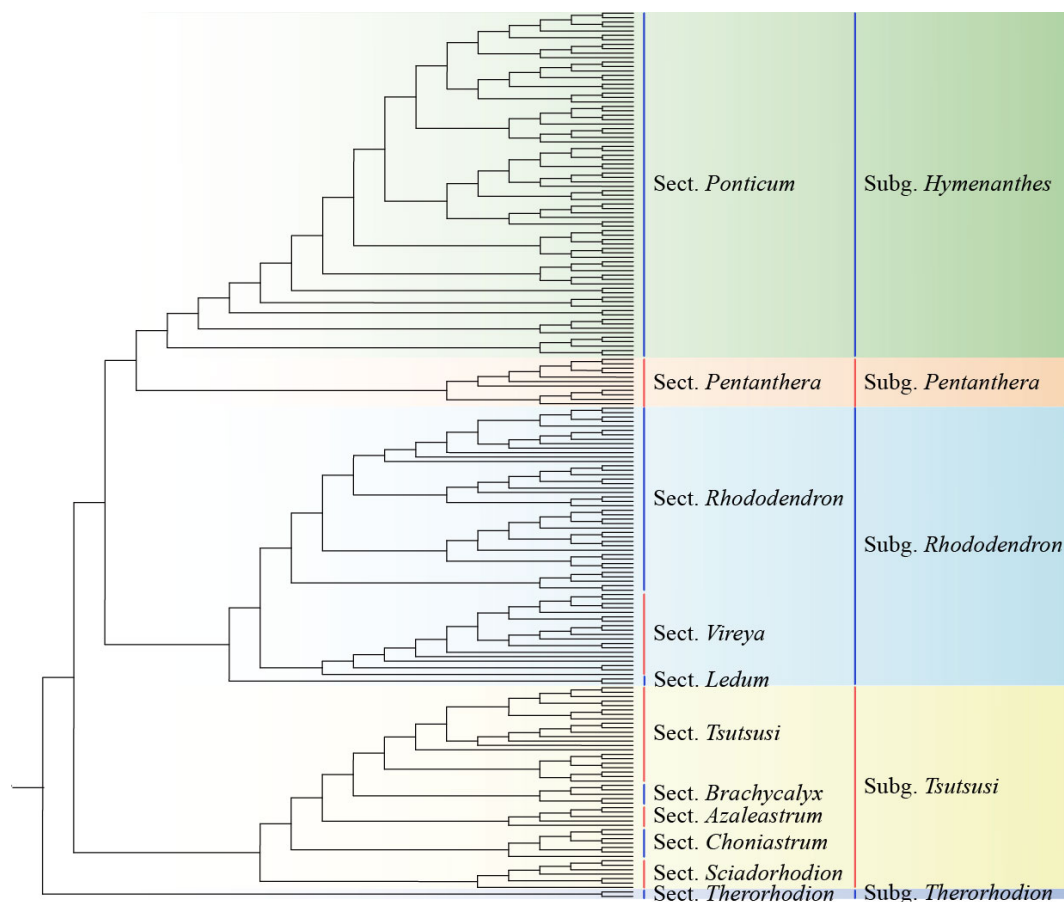 Sect. Ponticum
Subg. Hymenanthes
Sect. Pentanthera
Subg. Pentanthera
Sect. Rhododendron
Subg. Rhododendron
Sect. Vireya
Sect. Ledum
Sect. Tsutsusi
Subg. Tsutsusi
Sect. Brachycalyx
Sect. Azaleastrum
Sect. Choniastrum
Sect. Sciadorhodion
Sect. Therorhodion
Subg. Therorhodion